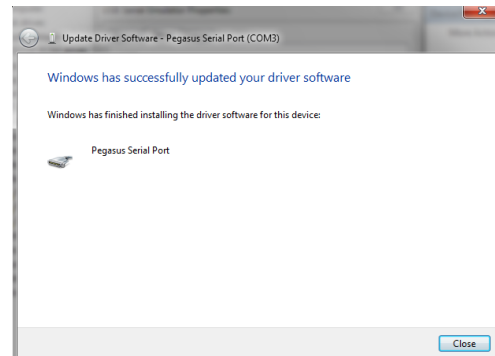 Update Driver Software - Pegasus Serial Port (COM3)
Windows has successfully updated your driver software
Windows has finished installing the driver software for this device:
Pegasus Serial Port
Close